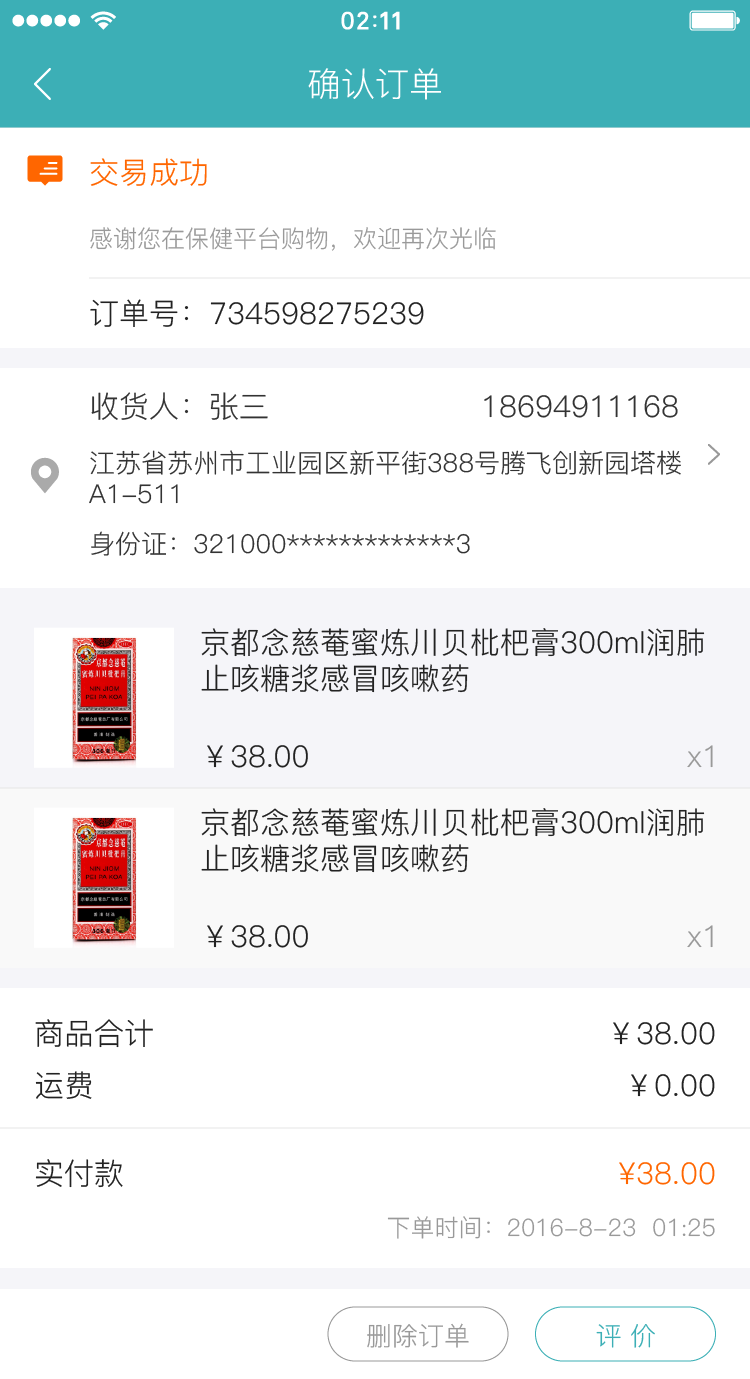 02:11
确认订单
交易成功
感谢您在保健平台购物，欢迎再次光临
订单号：734598275239
收货人：张三 18694911168
江苏省苏州市工业园区新平街388号腾飞创新园塔楼
A1-511
身份证：321000*************3
京都念慈菴蜜炼川贝枇杷膏300ml润肺
止咳糖浆感冒咳嗽药
￥38.00 x1
京都念慈菴蜜炼川贝枇杷膏300ml润肺
止咳糖浆感冒咳嗽药
￥38.00 x1
商品合计 ￥38.00
运费 ￥0.00
实付款 ¥38.00
下单时间：2016-8-23 01:25
删除订单 评 价